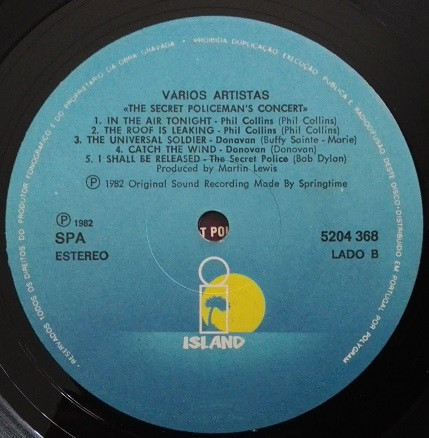 RESERVADOS TODOS OS DIREITOS DO PRODUTOR FONOGRÁFICO E DO PROPRIETÁRIO DA OBRA GRAVADA • PROIBIDA DUPLICAÇÃO, EXECUÇÃO PÚBLICA E RADIODIFUSÃO DESTE DISCO • DISTRIBUÍDO EM PORTUGAL POR POLYGRAM
VARIOS ARTISTAS
«THE SECRET POLICEMAN'S CONCERT»
1. IN THE AIR TONIGHT - Phil Collins (Phil Collins)
2. THE ROOF IS LEAKING - Phil Collins (Phil Collins)
3. THE UNIVERSAL SOLDIER - Donovan (Buffy Sainte - Marie)
4. CATCH THE WIND - Donovan (Donovan)
5. I SHALL BE RELEASED - The Secret Police (Bob Dylan)
Produced by Martin Lewis
Ⓟ 1982 Original Sound Recording Made By Springtime
Ⓟ 1982
SPA
ESTEREO
T POL
5204 368
LADO B
ISLAND